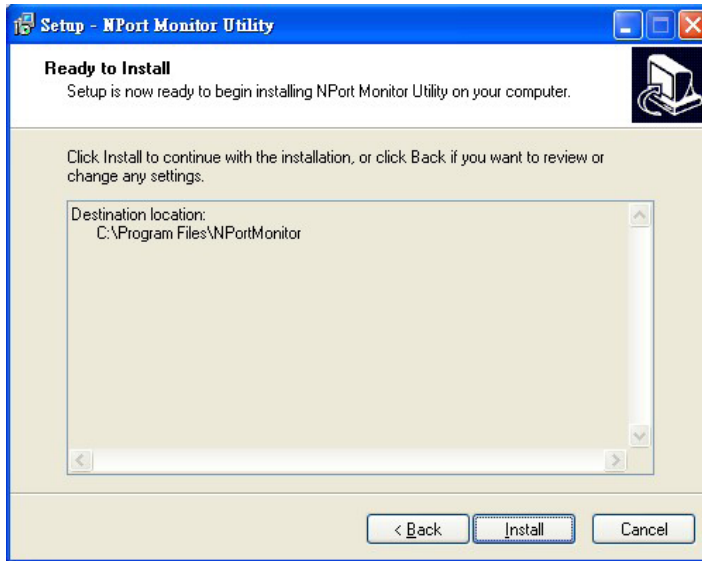 Setup - NPort Monitor Utility
Ready to Install
Setup is now ready to begin installing NPort Monitor Utility on your computer.
Click Install to continue with the installation, or click Back if you want to review or
change any settings.
Destination location:
C:\Program Files\NPortMonitor
< Back
Install
Cancel